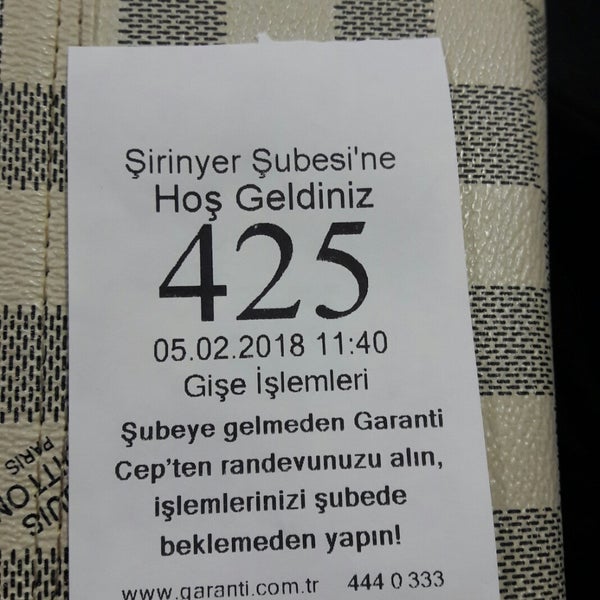 Şirinyer Şubesi'ne
Hoş Geldiniz
425
05.02.2018 11:40
Gişe İşlemleri
Şubeye gelmeden Garanti
Cep'ten randevunuzu alın,
işlemlerinizi şubede
beklemeden yapın!
www.garanti.com.tr 444 0 333
PARIS